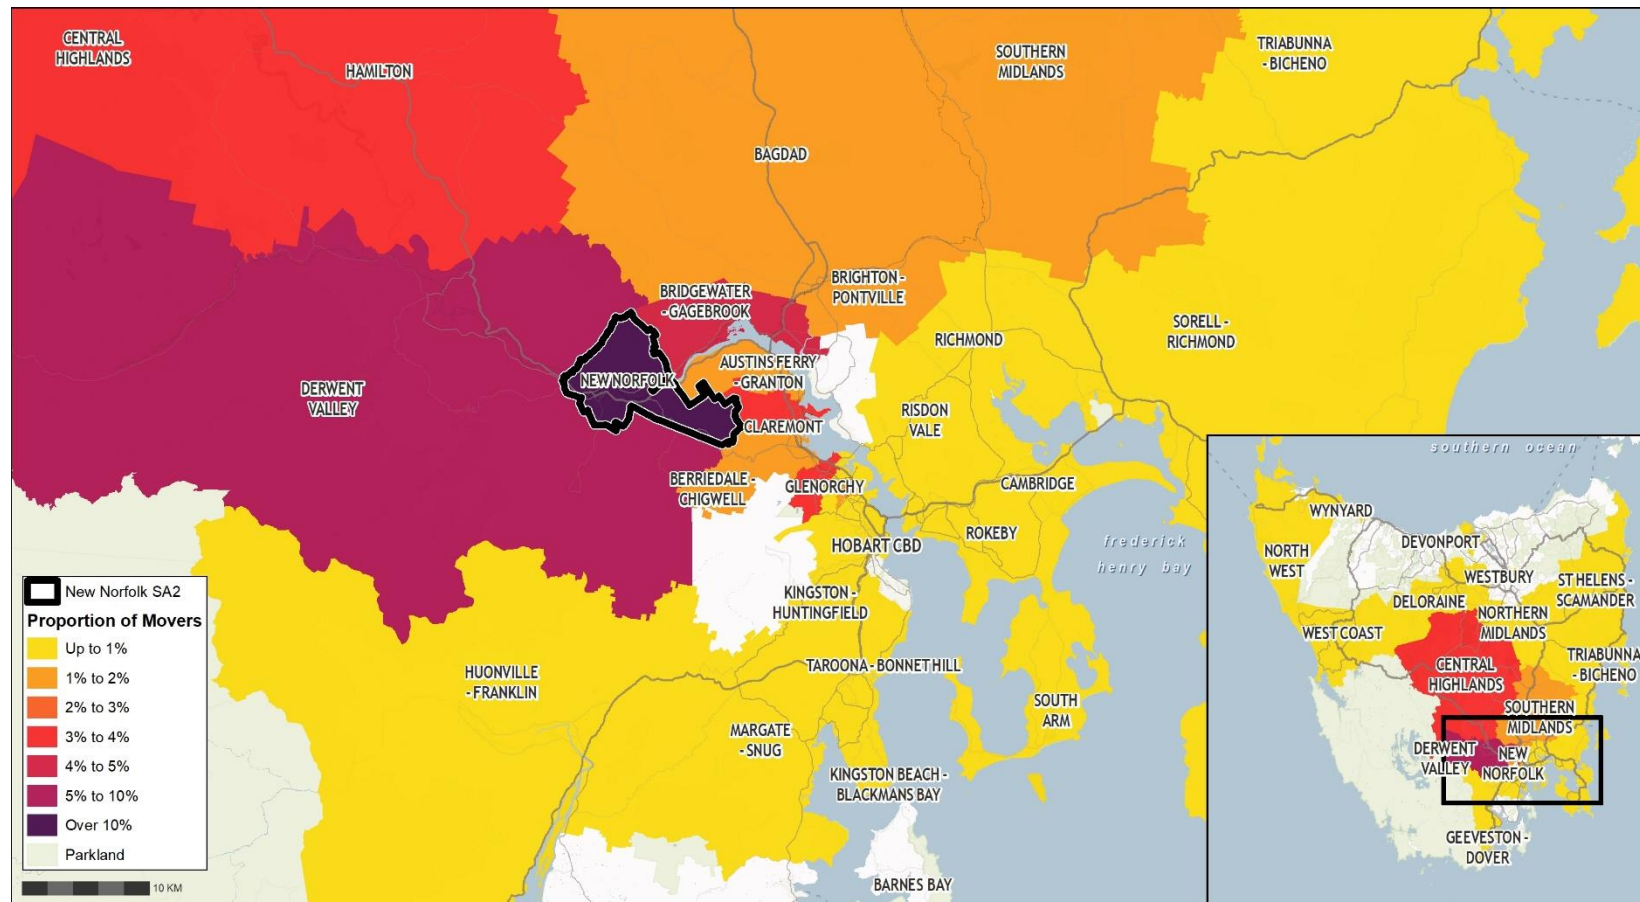 CENTRAL
HIGHLANDS
HAMILTON
SOUTHERN
MIDLANDS
TRIABUNNA
- BICHENO
BAGDAD
BRIDGEWATER
- GAGEBROOK
BRIGHTON -
PONTVILLE
RICHMOND
SORELL -
RICHMOND
DERWENT
VALLEY
NEW NORFOLK
AUSTINS FERRY
- GRANTON
CLAREMONT
RISDON
VALE
BERRIEDALE -
CHIGWELL
GLENORCHY
CAMBRIDGE
ROKEBY
HOBART CBD
frederick
henry bay
KINGSTON -
HUNTINGFIELD
HUONVILLE
- FRANKLIN
TAROONA - BONNET HILL
SOUTH
ARM
MARGATE
- SNUG
KINGSTON BEACH -
BLACKMANS BAY
BARNES BAY
New Norfolk SA2
Proportion of Movers
Up to 1%
1% to 2%
2% to 3%
3% to 4%
4% to 5%
5% to 10%
Over 10%
Parkland
10 KM
southern ocean
WYNYARD
DEVONPORT
NORTH
WEST
WESTBURY
ST HELENS -
SCAMANDER
DELORAINE
NORTHERN
MIDLANDS
WEST COAST
TRIABUNNA
- BICHENO
CENTRAL
HIGHLANDS
SOUTHERN
MIDLANDS
DERWENT
VALLEY
NEW
NORFOLK
GEEVESTON -
DOVER